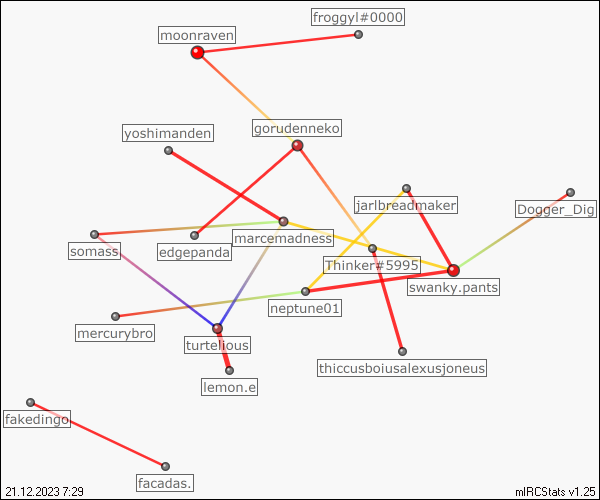 froggyl#0000
moonraven
gorudenneko
yoshimanden
jarlbreadmaker
Dogger_Dig
marcemadness
somass
edgepanda
Thinker#5995
swanky.pants
neptune01
mercurybro
turtelious
thiccusboiusalexusjoneus
lemon.e
fakedingo
facadas.
21.12.2023 7:29
mIRCStats v1.25